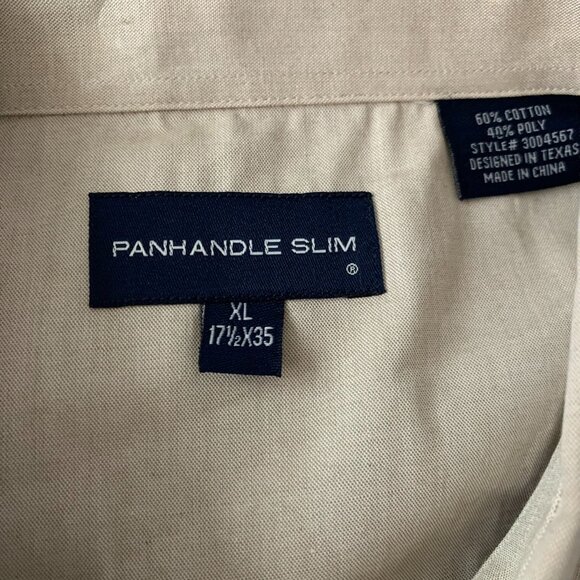 PANHANDLE SLIM
®
XL
17½X35
60% COTTON
40% POLY
STYLE# 30D4567
DESIGNED IN TEXAS
MADE IN CHINA